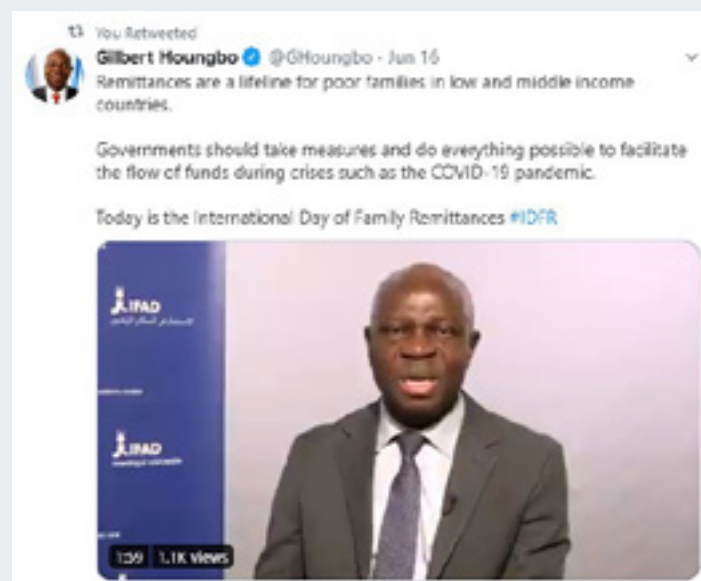 You Retweeted
Gilbert Houngbo @GHoungbo · Jun 16
Remittances are a lifeline for poor families in low and middle income
countries.
Governments should take measures and do everything possible to facilitate
the flow of funds during crises such as the COVID-19 pandemic.
Today is the International Day of Family Remittances #IDFR
IFAD
IFAD
1:59 1.1K views